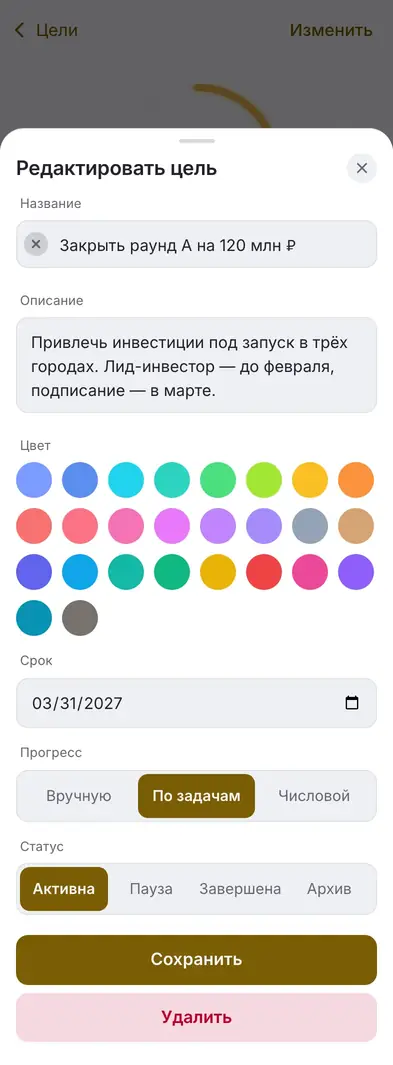 Цели
Изменить
Редактировать цель
Название
Закрыть раунд А на 120 млн ₽
Описание
Привлечь инвестиции под запуск в трёх
городах. Лид-инвестор — до февраля,
подписание — в марте.
Цвет
Срок
03/31/2027
Прогресс
Вручную
По задачам
Числовой
Статус
Активна
Пауза
Завершена
Архив
Сохранить
Удалить